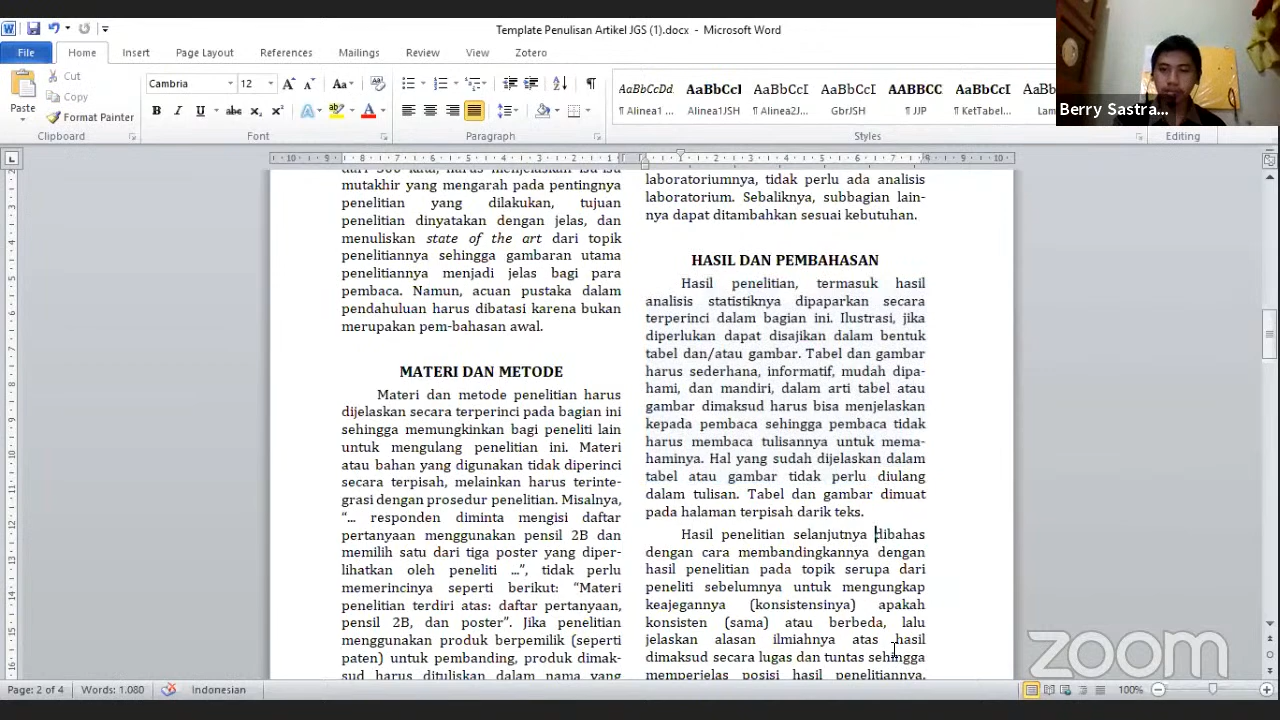 Template Penulisan Artikel JGS (1).docx - Microsoft Word
File Home Insert Page Layout References Mailings Review View Zotero
Paste
Cut
Copy
Format Painter
Clipboard
Cambria 12
Font
Paragraph
AaBbCcDd AaBbCcI AaBbCcI AaBbCcI AABBCC AaBbCcI
¶ Alinea1... Alinea1JSH ¶ Alinea2J... GbrJSH ¶ JJP ¶ KetTabel...
Styles
Editing
Berry Sastra...
mutakhir yang mengarah pada pentingnya
penelitian yang dilakukan, tujuan
penelitian dinyatakan dengan jelas, dan
menuliskan state of the art dari topik
penelitiannya sehingga gambaran utama
penelitiannya menjadi jelas bagi para
pembaca. Namun, acuan pustaka dalam
pendahuluan harus dibatasi karena bukan
merupakan pem-bahasan awal.
MATERI DAN METODE
Materi dan metode penelitian harus
dijelaskan secara terperinci pada bagian ini
sehingga memungkinkan bagi peneliti lain
untuk mengulang penelitian ini. Materi
atau bahan yang digunakan tidak diperinci
secara terpisah, melainkan harus terinte-
grasi dengan prosedur penelitian. Misalnya,
“... responden diminta mengisi daftar
pertanyaan menggunakan pensil 2B dan
memilih satu dari tiga poster yang diper-
lihatkan oleh peneliti ...”, tidak perlu
memerincinya seperti berikut: “Materi
penelitian terdiri atas: daftar pertanyaan,
pensil 2B, dan poster”. Jika penelitian
menggunakan produk berpemilik (seperti
paten) untuk pembanding, produk dimak-
sud harus dituliskan dalam nama yang
laboratoriumnya, tidak perlu ada analisis
laboratorium. Sebaliknya, subbagian lain-
nya dapat ditambahkan sesuai kebutuhan.
HASIL DAN PEMBAHASAN
Hasil penelitian, termasuk hasil
analisis statistiknya dipaparkan secara
terperinci dalam bagian ini. Ilustrasi, jika
diperlukan dapat disajikan dalam bentuk
tabel dan/atau gambar. Tabel dan gambar
harus sederhana, informatif, mudah dipa-
hami, dan mandiri, dalam arti tabel atau
gambar dimaksud harus bisa menjelaskan
kepada pembaca sehingga pembaca tidak
harus membaca tulisannya untuk mema-
haminya. Hal yang sudah dijelaskan dalam
tabel atau gambar tidak perlu diulang
dalam tulisan. Tabel dan gambar dimuat
pada halaman terpisah darik teks.
Hasil penelitian selanjutnya dibahas
dengan cara membandingkannya dengan
hasil penelitian pada topik serupa dari
peneliti sebelumnya untuk mengungkap
keajegannya (konsistensinya) apakah
konsisten (sama) atau berbeda, lalu
jelaskan alasan ilmiahnya atas hasil
dimaksud secara lugas dan tuntas sehingga
memperjelas posisi hasil penelitiannya.
zoom
Page: 2 of 4 Words: 1.080 Indonesian 100%